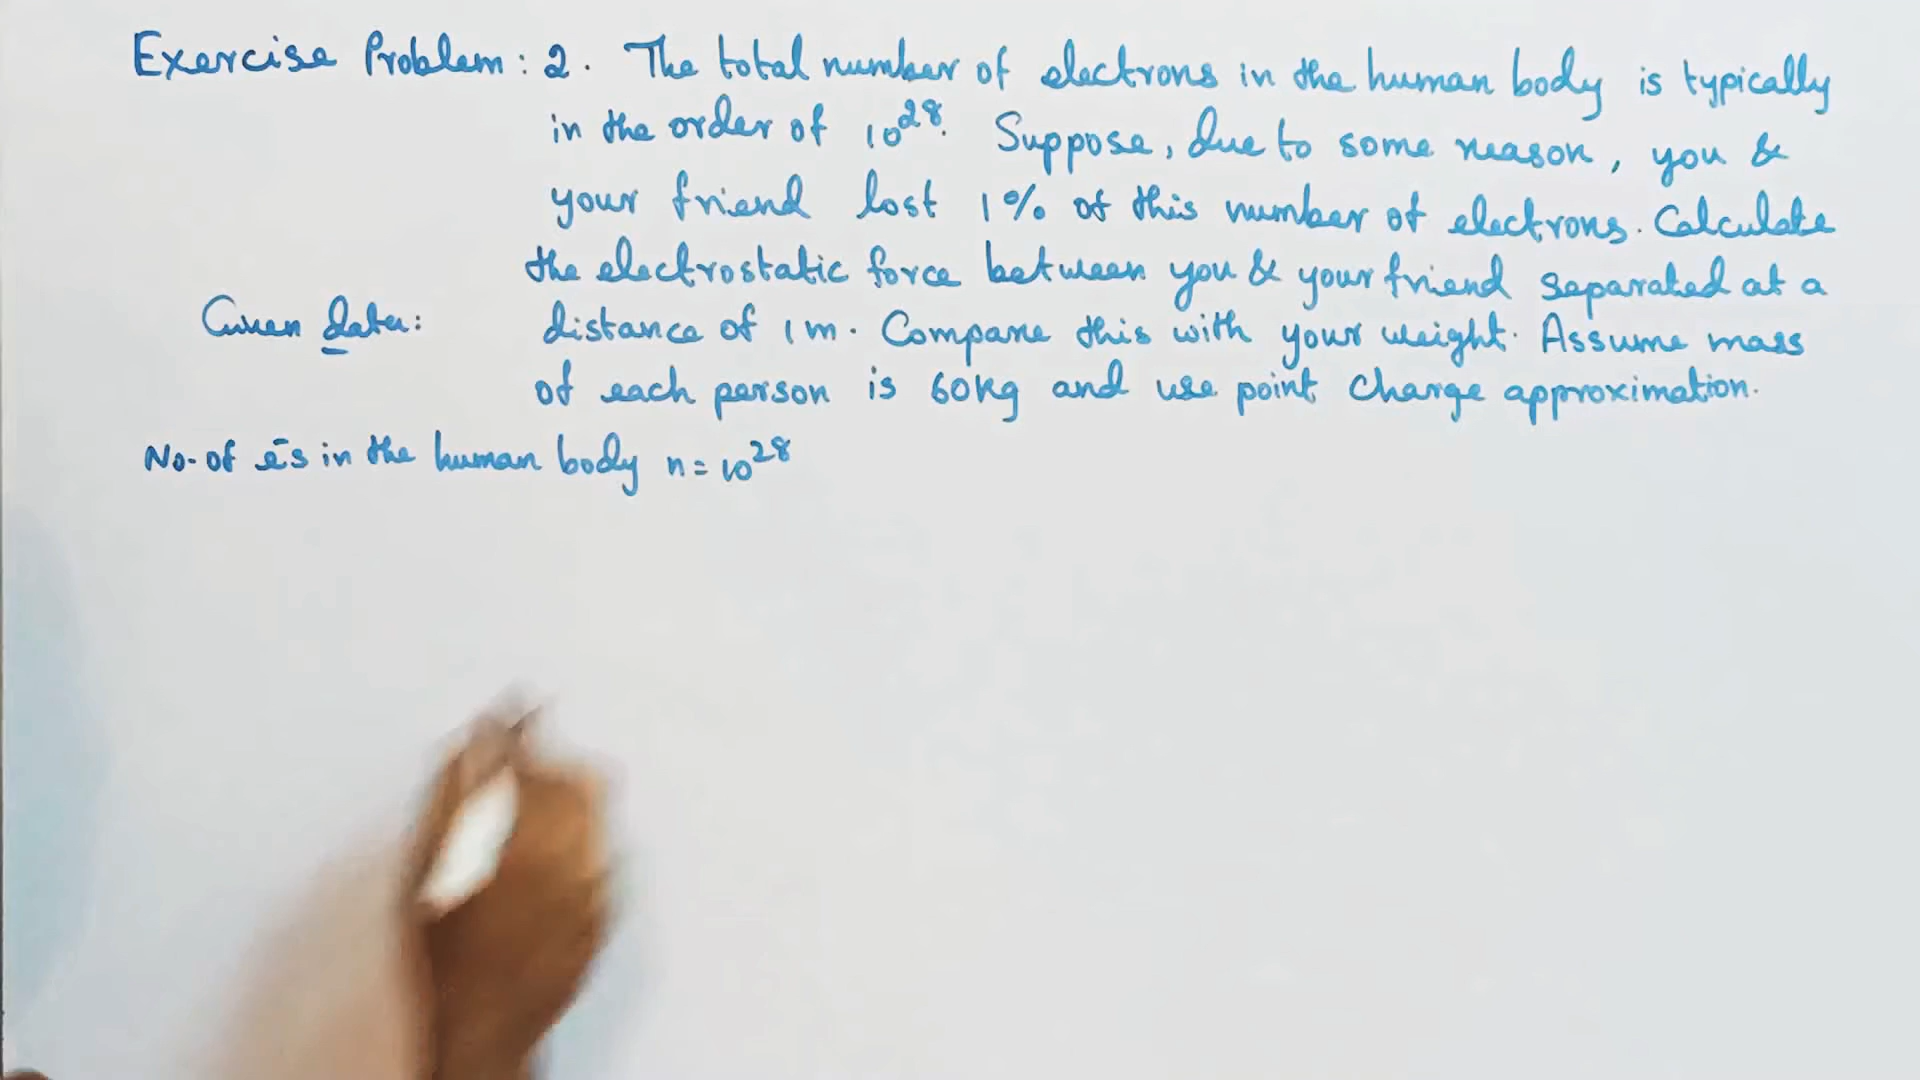 Exercise Problem: 2. The total number of electrons in the human body is typically
in the order of 10²⁸. Suppose, due to some reason, you &
your friend lost 1% of this number of electrons. Calculate
the electrostatic force between you & your friend separated at a
Given data: distance of 1m. Compare this with your weight. Assume mass
of each person is 60kg and use point charge approximation.
No. of e⁻s in the human body n = 10²⁸